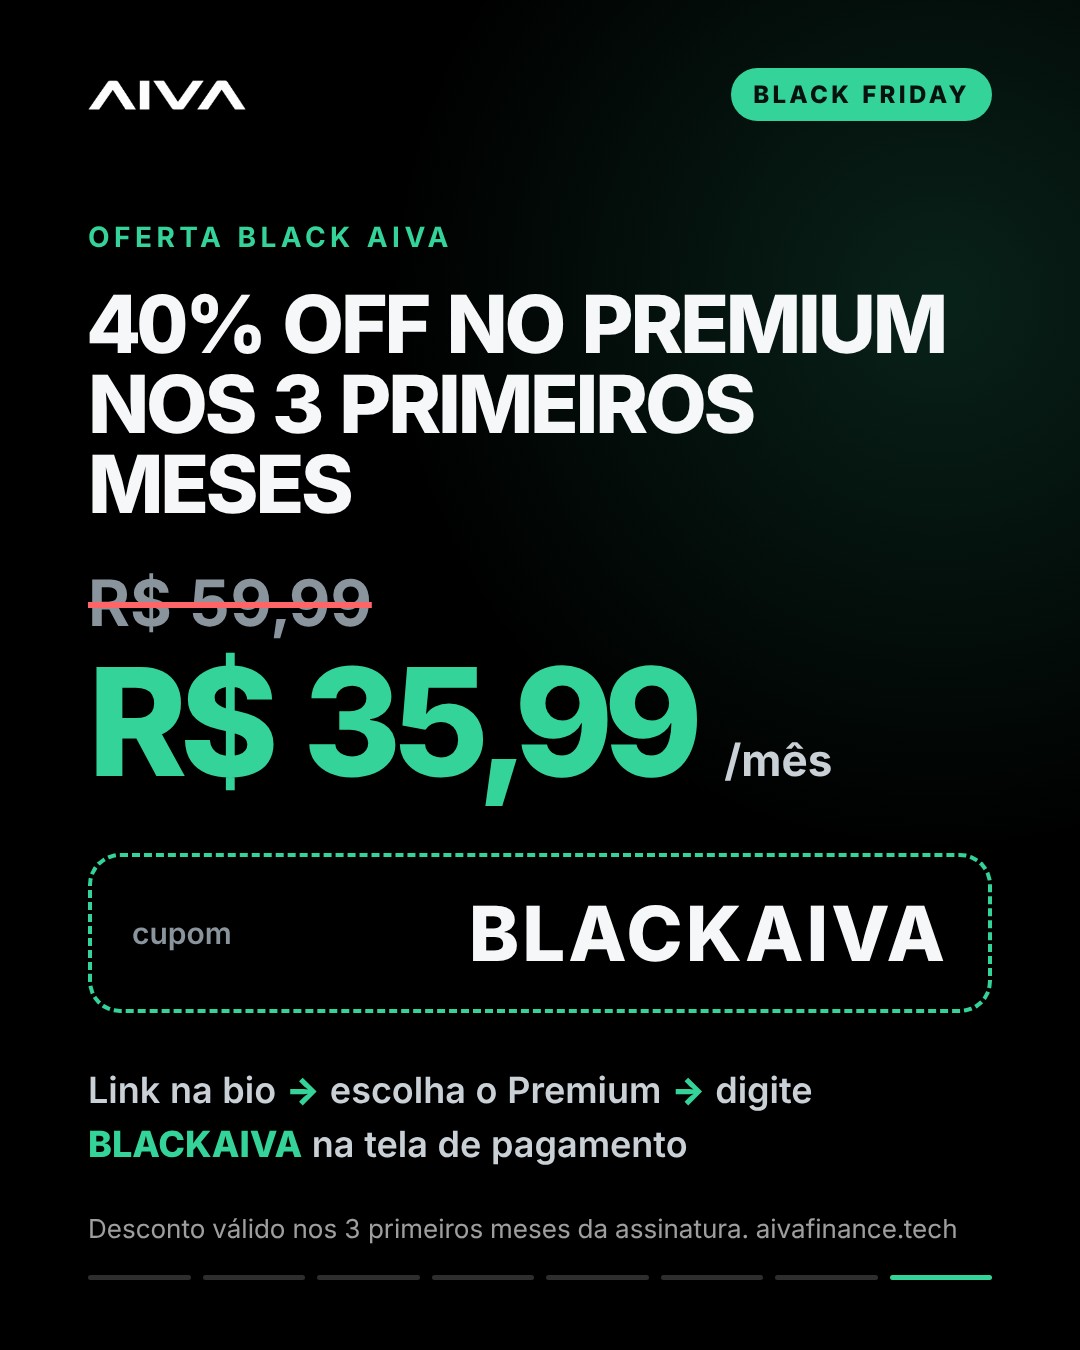 AIVA
BLACK FRIDAY
OFERTA BLACK AIVA
40% OFF NO PREMIUM
NOS 3 PRIMEIROS
MESES
R$ 59,99
R$ 35,99 /mês
cupom BLACKAIVA
Link na bio → escolha o Premium → digite
BLACKAIVA na tela de pagamento
Desconto válido nos 3 primeiros meses da assinatura. aivafinance.tech